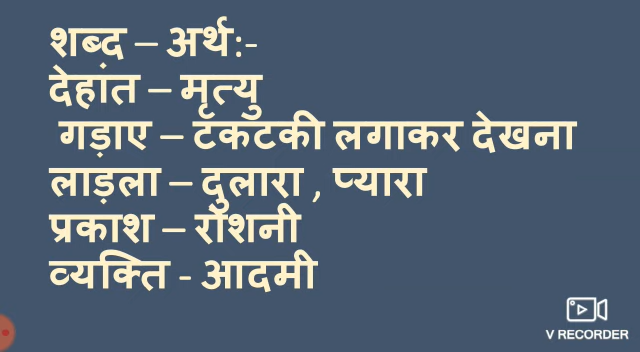 शब्द – अर्थ:-
देहांत – मृत्यु
गड़ाए – टकटकी लगाकर देखना
लाड़ला – दुलारा , प्यारा
प्रकाश – रोशनी
व्यक्ति - आदमी
V RECORDER